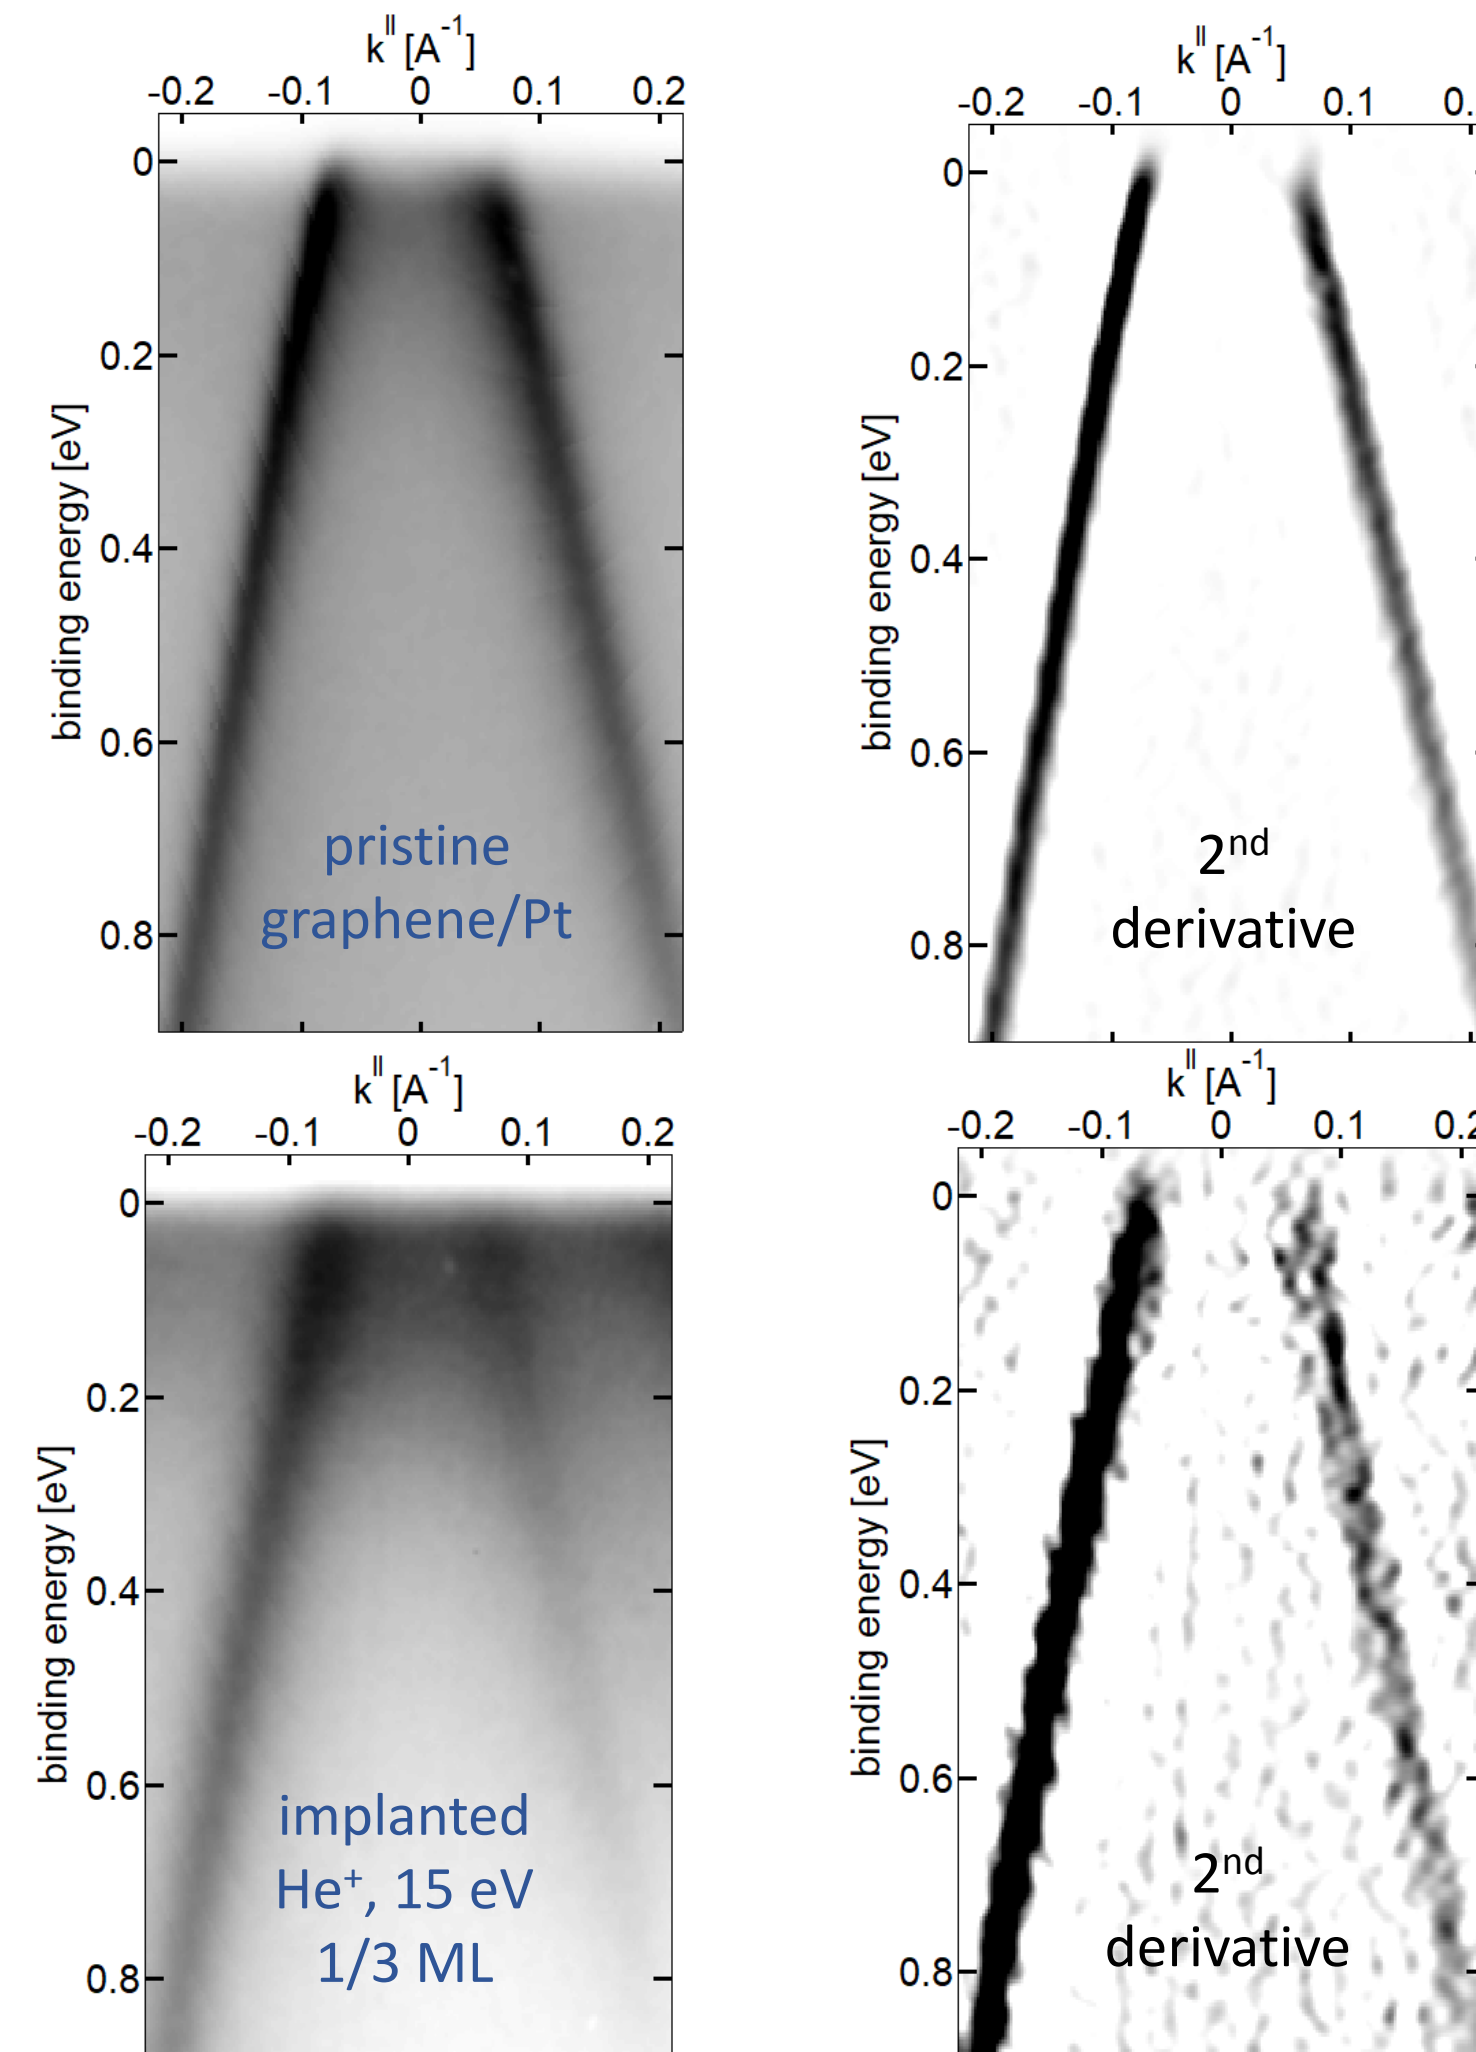 k|| [A-1]
-0.2 -0.1 0 0.1 0.2
0
0.2
0.4
0.6
0.8
binding energy [eV]
pristine
graphene/Pt
k|| [A-1]
-0.2 -0.1 0 0.1 0.
0
0.2
0.4
0.6
0.8
binding energy [eV]
2nd
derivative
k|| [A-1]
-0.2 -0.1 0 0.1 0.2
0
0.2
0.4
0.6
0.8
binding energy [eV]
implanted
He+, 15 eV
1/3 ML
k|| [A-1]
-0.2 -0.1 0 0.1 0.2
0
0.2
0.4
0.6
0.8
binding energy [eV]
2nd
derivative